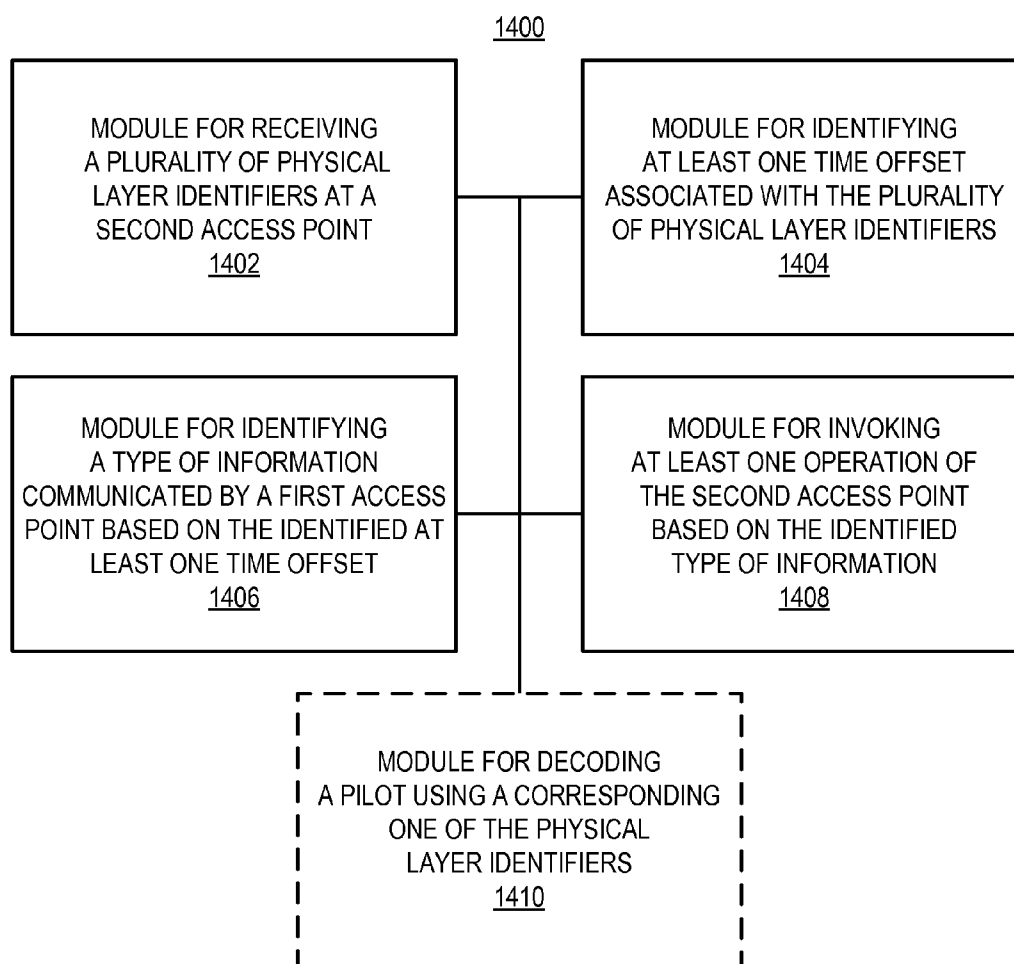 1400
MODULE FOR RECEIVING
A PLURALITY OF PHYSICAL
LAYER IDENTIFIERS AT A
SECOND ACCESS POINT
1402
MODULE FOR IDENTIFYING
AT LEAST ONE TIME OFFSET
ASSOCIATED WITH THE PLURALITY
OF PHYSICAL LAYER IDENTIFIERS
1404
MODULE FOR IDENTIFYING
A TYPE OF INFORMATION
COMMUNICATED BY A FIRST ACCESS
POINT BASED ON THE IDENTIFIED AT
LEAST ONE TIME OFFSET
1406
MODULE FOR INVOKING
AT LEAST ONE OPERATION OF
THE SECOND ACCESS POINT
BASED ON THE IDENTIFIED
TYPE OF INFORMATION
1408
MODULE FOR DECODING
A PILOT USING A CORRESPONDING
ONE OF THE PHYSICAL
LAYER IDENTIFIERS
1410